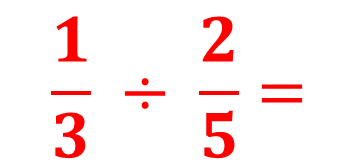 1/3 ÷ 2/5 =